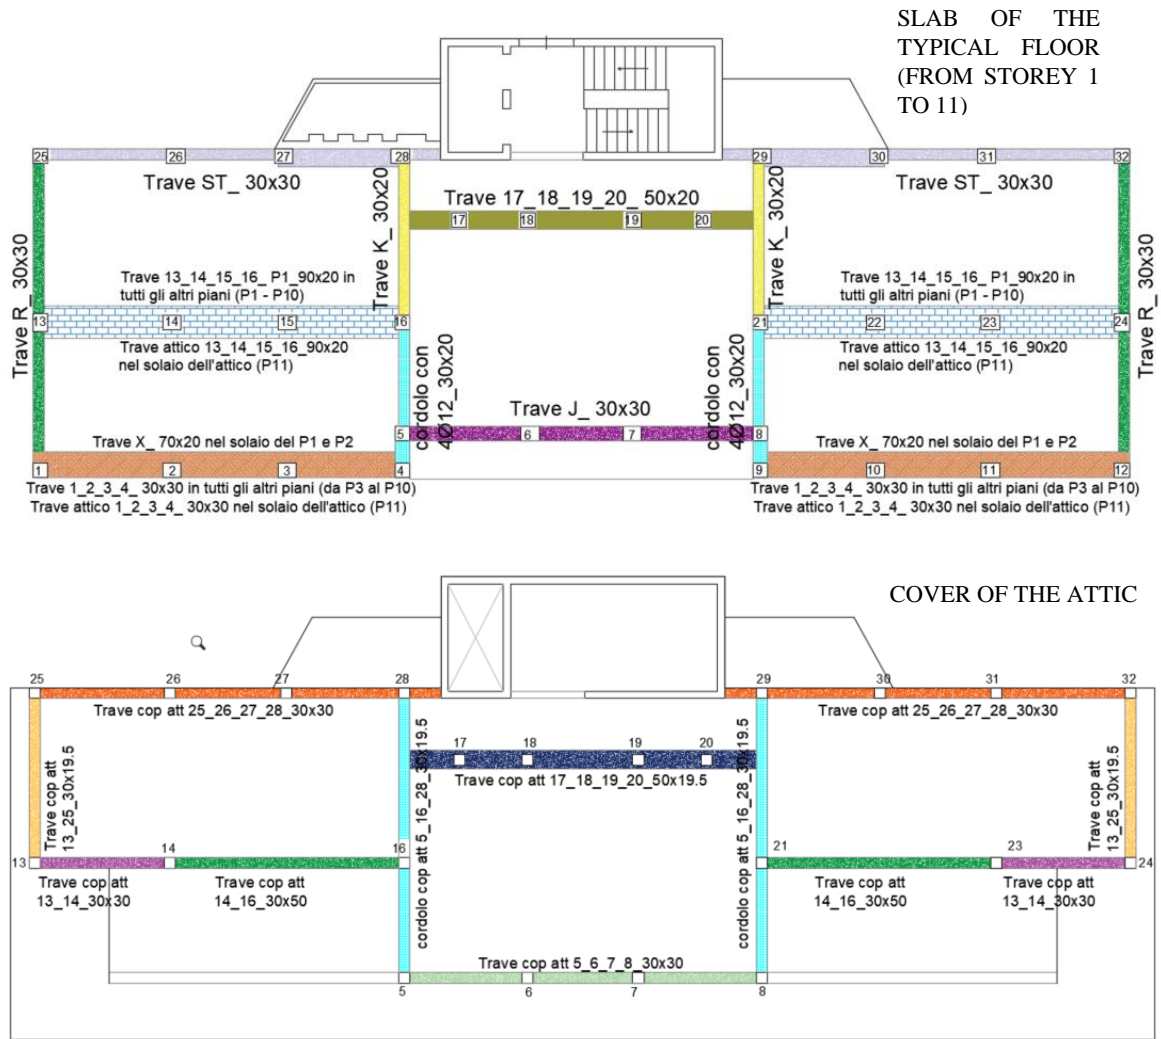 SLAB OF THE
TYPICAL FLOOR
(FROM STOREY 1
TO 11)
25 26 27 28 29 30 31 32
Trave ST_ 30x30
Trave ST_ 30x30
Trave 17_18_19_20_ 50x20
17 18 19 20
Trave K_ 30x20
Trave K_ 30x20
Trave R_ 30x30
Trave R_ 30x30
Trave 13_14_15_16_ P1_90x20 in
tutti gli altri piani (P1 - P10)
Trave 13_14_15_16_ P1_90x20 in
tutti gli altri piani (P1 - P10)
13 14 15 16 21 22 23 24
Trave attico 13_14_15_16_90x20
nel solaio dell'attico (P11)
Trave attico 13_14_15_16_90x20
nel solaio dell'attico (P11)
cordolo con
4Ø12_30x20
cordolo con
4Ø12_30x20
Trave J_ 30x30
5 6 7 8
Trave X_ 70x20 nel solaio del P1 e P2
Trave X_ 70x20 nel solaio del P1 e P2
1 2 3 4 9 10 11 12
Trave 1_2_3_4_ 30x30 in tutti gli altri piani (da P3 al P10)
Trave attico 1_2_3_4_ 30x30 nel solaio dell'attico (P11)
Trave 1_2_3_4_ 30x30 in tutti gli altri piani (da P3 al P10)
Trave attico 1_2_3_4_ 30x30 nel solaio dell'attico (P11)
COVER OF THE ATTIC
25 26 27 28 29 30 31 32
Trave cop att 25_26_27_28_30x30
Trave cop att 25_26_27_28_30x30
17 18 19 20
Trave cop att 17_18_19_20_50x19.5
Trave cop att
13_25_30x19.5
Trave cop att
13_25_30x19.5
cordolo cop att 5_16_28_30x19.5
cordolo cop att 5_16_28_30x19.5
13 14 16 21 23 24
Trave cop att
13_14_30x30
Trave cop att
14_16_30x50
Trave cop att
14_16_30x50
Trave cop att
13_14_30x30
Trave cop att 5_6_7_8_30x30
5 6 7 8